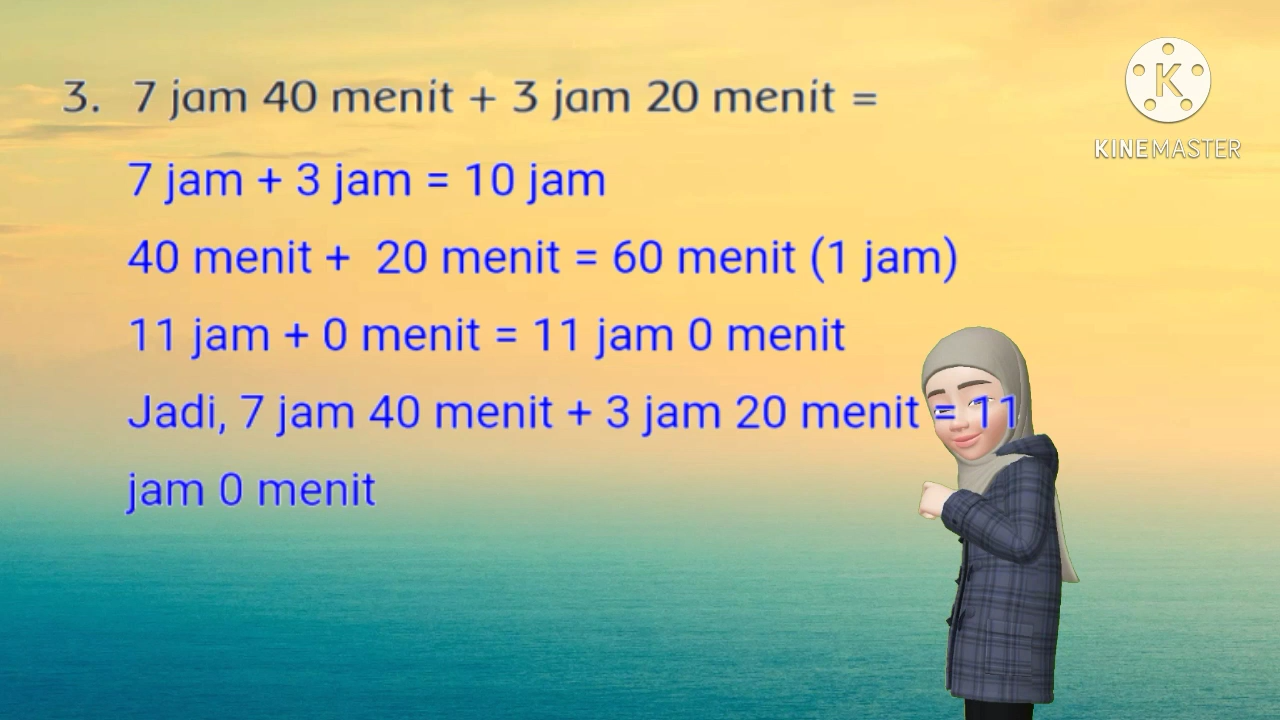 3. 7 jam 40 menit + 3 jam 20 menit =
K
KINEMASTER
7 jam + 3 jam = 10 jam
40 menit + 20 menit = 60 menit (1 jam)
11 jam + 0 menit = 11 jam 0 menit
Jadi, 7 jam 40 menit + 3 jam 20 menit = 11
jam 0 menit